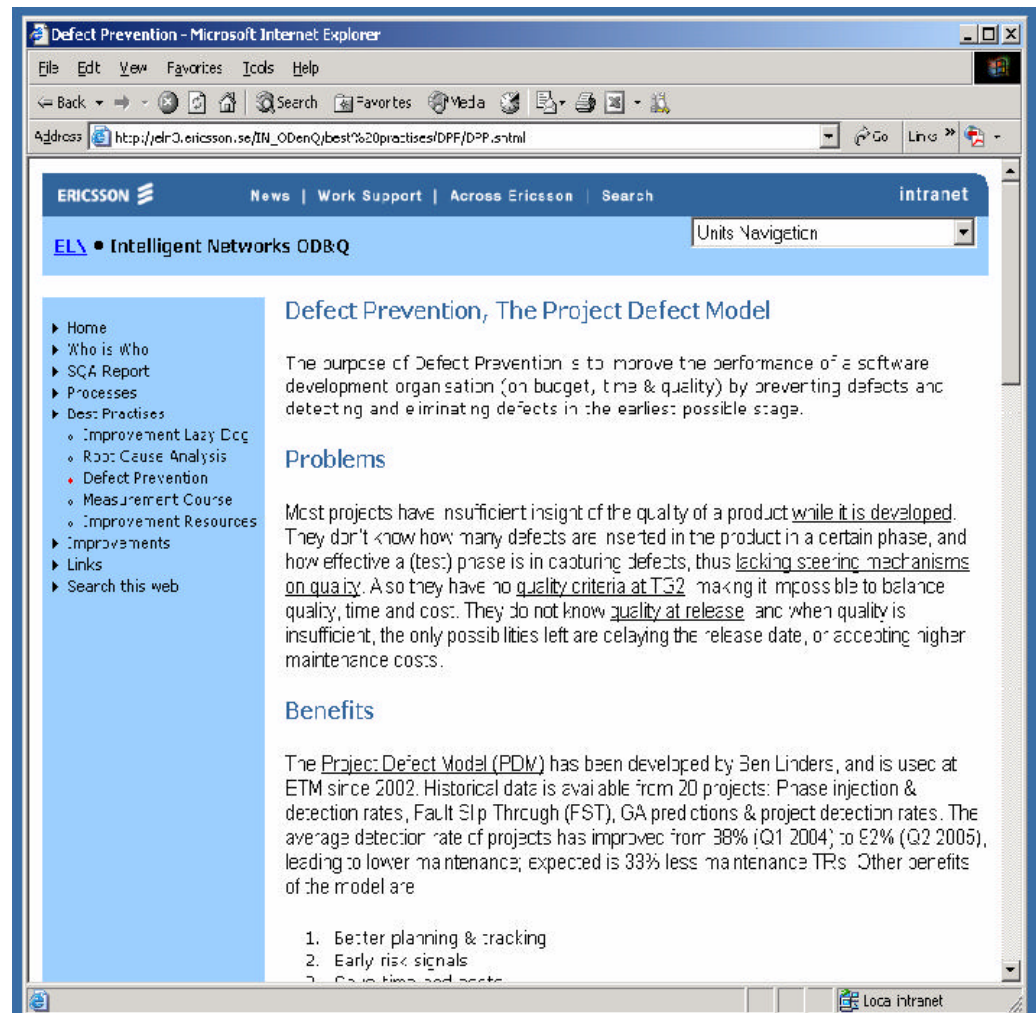 Defect Prevention - Microsoft Internet Explorer
File Edit View Favorites Tools Help
Back Search Favorites Media
Address http://eln3.ericsson.se/IN_ODenQ/best%20practises/DPF/DPP.shtml Go Links »
ERICSSON News | Work Support | Across Ericsson | Search intranet
ELN • Intelligent Networks OD&Q
Units Navigation
Home
Who is Who
SQA Report
Processes
Best Practises
Improvement Lazy Dog
Root Cause Analysis
Defect Prevention
Measurement Course
Improvement Resources
Improvements
Links
Search this web
Defect Prevention, The Project Defect Model
The purpose of Defect Prevention is to improve the performance of a software
development organisation (on budget, time & quality) by preventing defects and
detecting and eliminating defects in the earliest possible stage.
Problems
Most projects have insufficient insight of the quality of a product while it is developed.
They don't know how many defects are inserted in the product in a certain phase, and
how effective a (test) phase is in capturing defects, thus lacking steering mechanisms
on quality. Also they have no quality criteria at TG2, making it impossible to balance
quality, time and cost. They do not know quality at release, and when quality is
insufficient, the only possibilities left are delaying the release date, or accepting higher
maintenance costs.
Benefits
The Project Defect Model (PDM) has been developed by Ben Linders, and is used at
ETM since 2002. Historical data is available from 20 projects: Phase injection &
detection rates, Fault Slip Through (FST), GA predictions & project detection rates. The
average detection rate of projects has improved from 88% (Q1 2004) to 92% (Q2 2005),
leading to lower maintenance; expected is 33% less maintenance TRs. Other benefits
of the model are
1. Better planning & tracking
2. Early risk signals
Local intranet